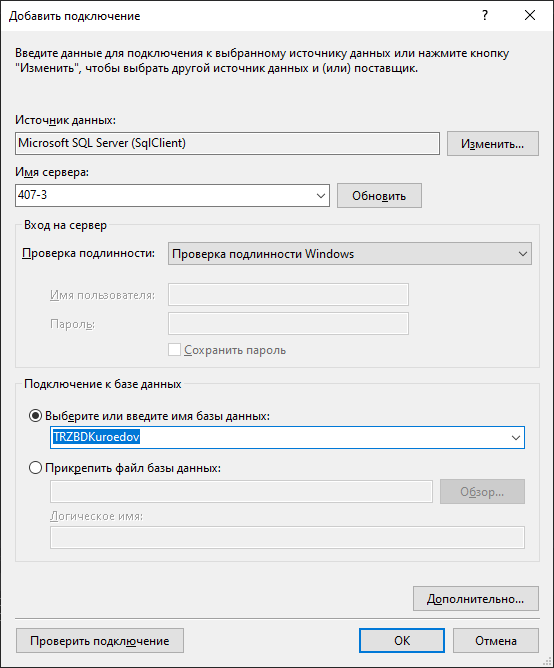 Добавить подключение
?
Введите данные для подключения к выбранному источнику данных или нажмите кнопку
"Изменить", чтобы выбрать другой источник данных и (или) поставщик.
Источник данных:
Microsoft SQL Server (SqlClient)
Изменить...
Имя сервера:
407-3
Обновить
Вход на сервер
Проверка подлинности:
Проверка подлинности Windows
Имя пользователя:
Пароль:
Сохранить пароль
Подключение к базе данных
Выберите или введите имя базы данных:
TRZBDKuroedov
Прикрепить файл базы данных:
Обзор...
Логическое имя:
Дополнительно...
Проверить подключение
ОК
Отмена